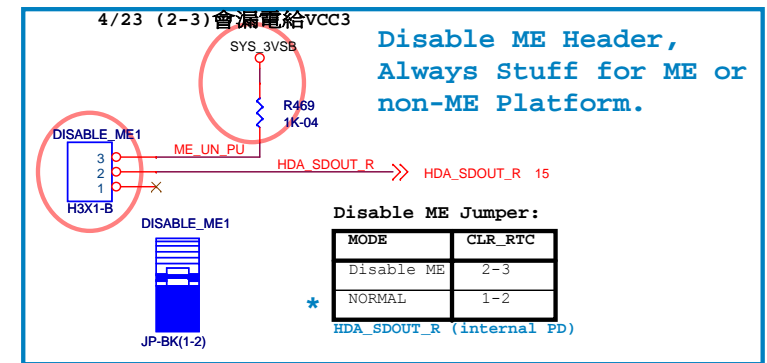 4/23 (2-3)會漏電給VCC3
SYS_3VSB
Disable ME Header,
Always Stuff for ME or
non-ME Platform.
R469
1K-04
DISABLE_ME1
3
2
1
ME_UN_PU
HDA_SDOUT_R
HDA_SDOUT_R 15
H3X1-B
DISABLE_ME1
JP-BK(1-2)
Disable ME Jumper:
MODE CLR_RTC
Disable ME 2-3
* NORMAL 1-2
HDA_SDOUT_R (internal PD)